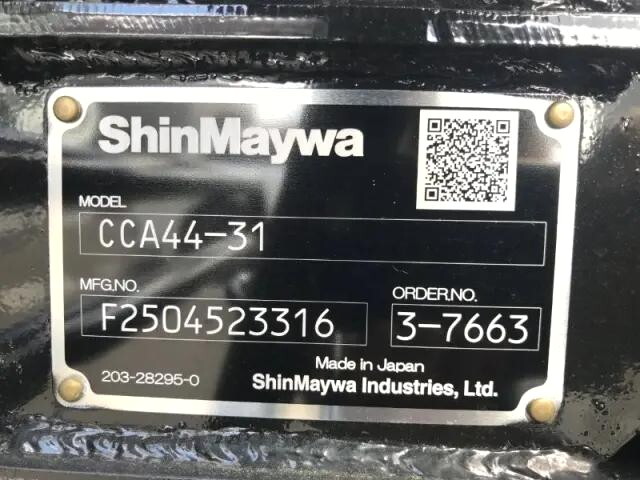 ShinMaywa
MODEL
CCA44-31
MFG.NO.
F2504523316
ORDER.NO.
3-7663
203-28295-0
Made in Japan
ShinMaywa Industries, Ltd.